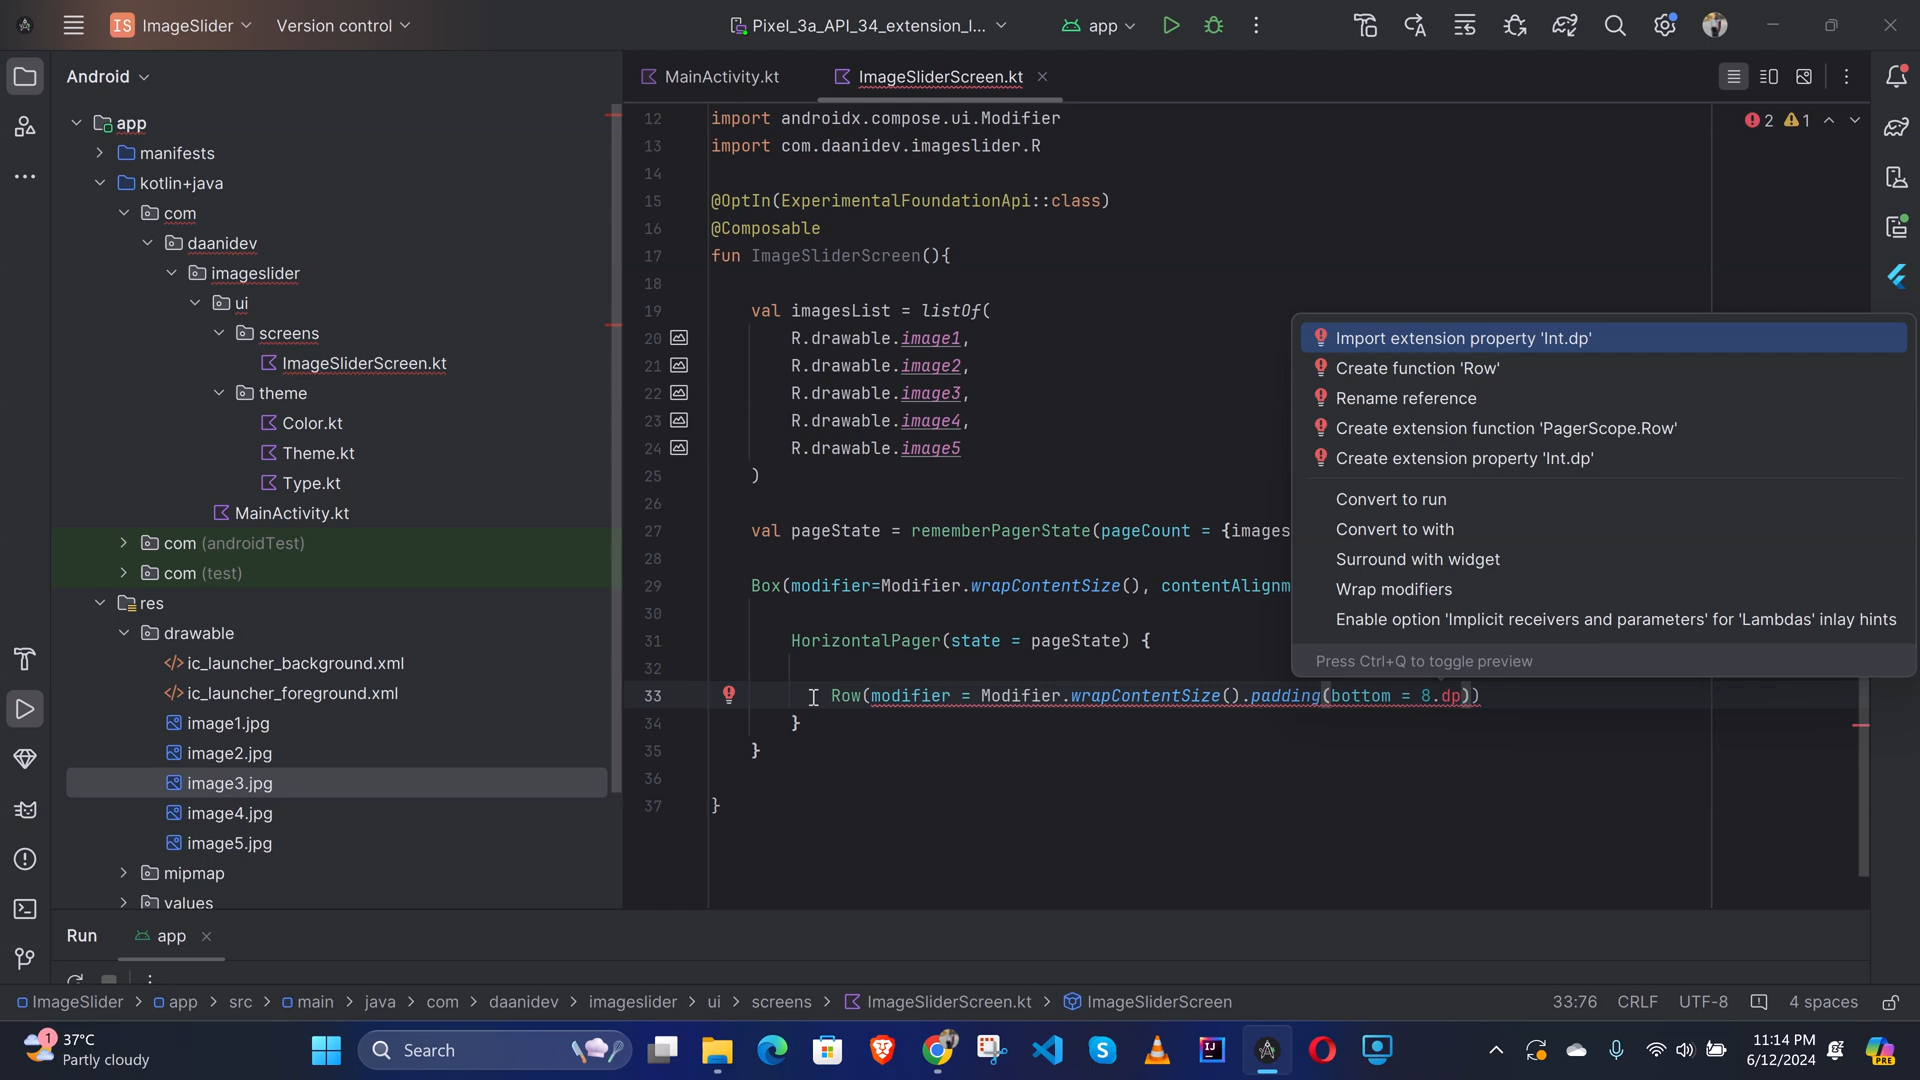 IS ImageSlider
Version control
Pixel_3a_API_34_extension_l...
app
Android
MainActivity.kt
ImageSliderScreen.kt
app
manifests
kotlin+java
com
daanidev
imageslider
ui
screens
ImageSliderScreen.kt
theme
Color.kt
Theme.kt
Type.kt
MainActivity.kt
com (androidTest)
com (test)
res
drawable
ic_launcher_background.xml
ic_launcher_foreground.xml
image1.jpg
image2.jpg
image3.jpg
image4.jpg
image5.jpg
mipmap
values
2 1
12 import androidx.compose.ui.Modifier
13 import com.daanidev.imageslider.R
14
15 @OptIn(ExperimentalFoundationApi::class)
16 @Composable
17 fun ImageSliderScreen(){
18
19 val imagesList = listOf(
20 R.drawable.image1,
21 R.drawable.image2,
22 R.drawable.image3,
23 R.drawable.image4,
24 R.drawable.image5
25 )
26
27 val pageState = rememberPagerState(pageCount = {images
28
29 Box(modifier=Modifier.wrapContentSize(), contentAlignm
30
31 HorizontalPager(state = pageState) {
32
33 Row(modifier = Modifier.wrapContentSize().padding(bottom = 8.dp))
34 }
35 }
36
37 }
Import extension property 'Int.dp'
Create function 'Row'
Rename reference
Create extension function 'PagerScope.Row'
Create extension property 'Int.dp'
Convert to run
Convert to with
Surround with widget
Wrap modifiers
Enable option 'Implicit receivers and parameters' for 'Lambdas' inlay hints
Press Ctrl+Q to toggle preview
Run app
ImageSlider > app > src > main > java > com > daanidev > imageslider > ui > screens > ImageSliderScreen.kt > ImageSliderScreen
33:76 CRLF UTF-8 4 spaces
1
37°C
Partly cloudy
Search
11:14 PM
6/12/2024
PRE